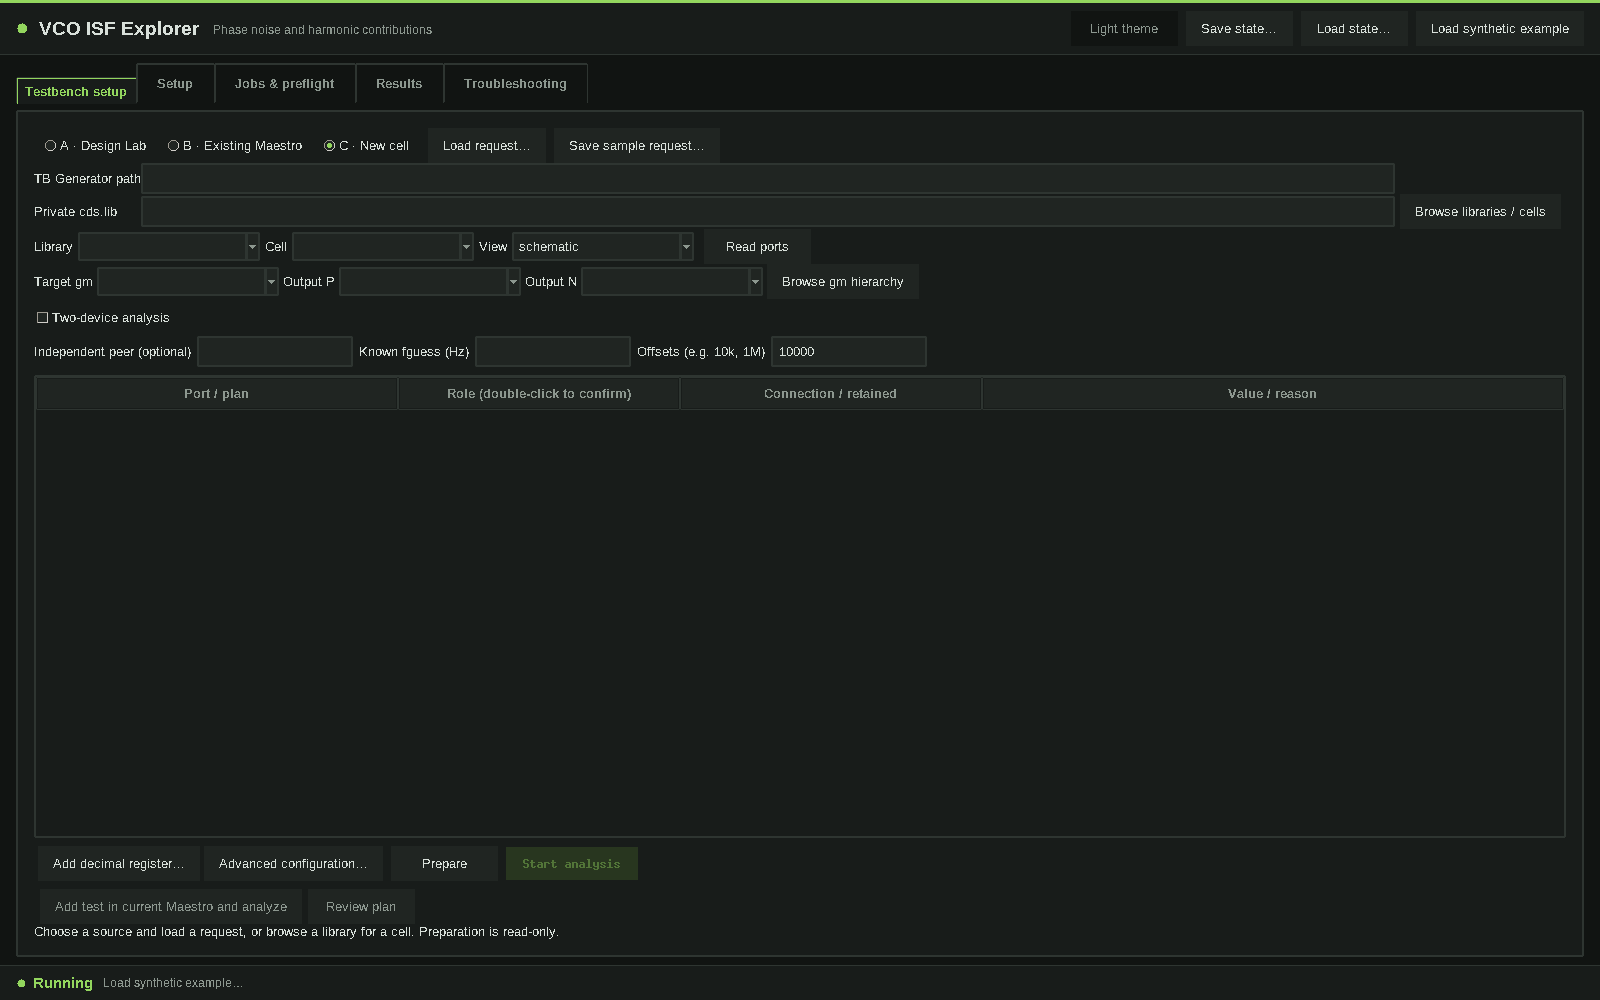 VCO ISF Explorer Phase noise and harmonic contributions Light theme Save state... Load state... Load synthetic example
Testbench setup Setup Jobs & preflight Results Troubleshooting
A · Design Lab B · Existing Maestro C · New cell Load request... Save sample request...
TB Generator path
Private cds.lib Browse libraries / cells
Library Cell View schematic Read ports
Target gm Output P Output N Browse gm hierarchy
Two-device analysis
Independent peer (optional) Known fguess (Hz) Offsets (e.g. 10k, 1M) 10000
Port / plan Role (double-click to confirm) Connection / retained Value / reason
Add decimal register... Advanced configuration... Prepare Start analysis
Add test in current Maestro and analyze Review plan
Choose a source and load a request, or browse a library for a cell. Preparation is read-only.
Running Load synthetic example...